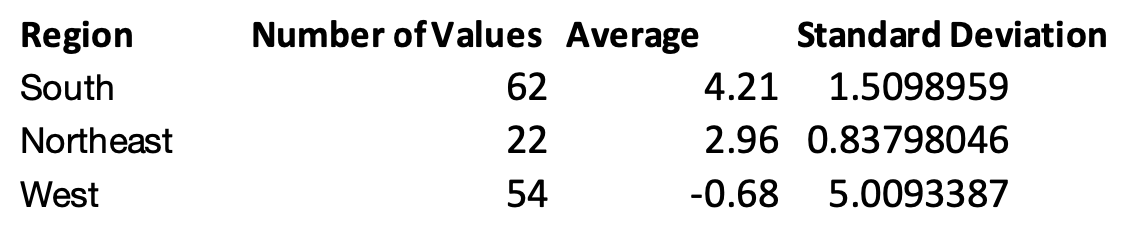 Region Number of Values Average Standard Deviation
South 62 4.21 1.5098959
Northeast 22 2.96 0.83798046
West 54 -0.68 5.0093387